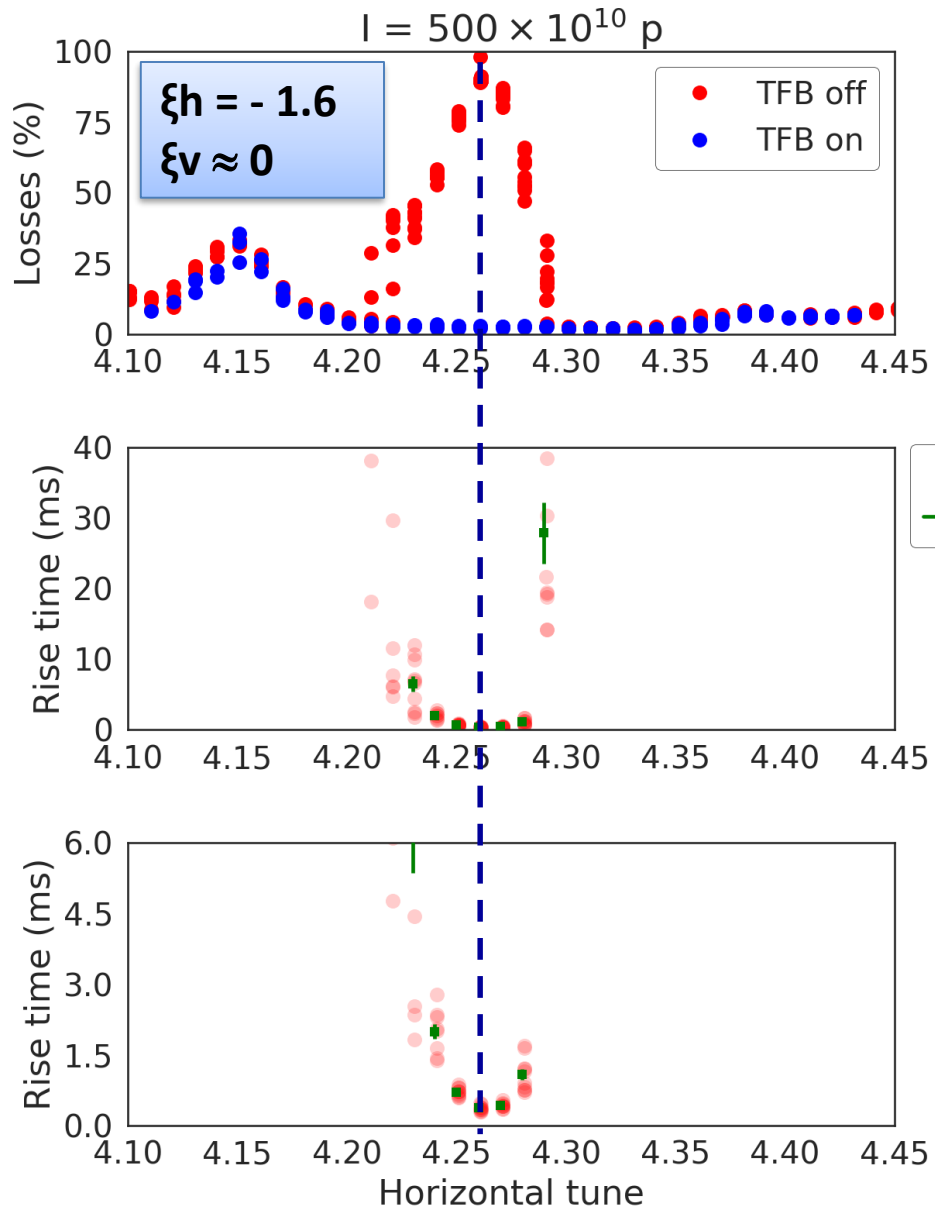 I = 500 × 10¹⁰ p
ξh = - 1.6
ξv ≈ 0
TFB off
TFB on
Losses (%)
100
75
50
25
0
4.10 4.15 4.20 4.25 4.30 4.35 4.40 4.45
Rise time (ms)
40
30
20
10
0
4.10 4.15 4.20 4.25 4.30 4.35 4.40 4.45
Rise time (ms)
6.0
4.5
3.0
1.5
0.0
4.10 4.15 4.20 4.25 4.30 4.35 4.40 4.45
Horizontal tune